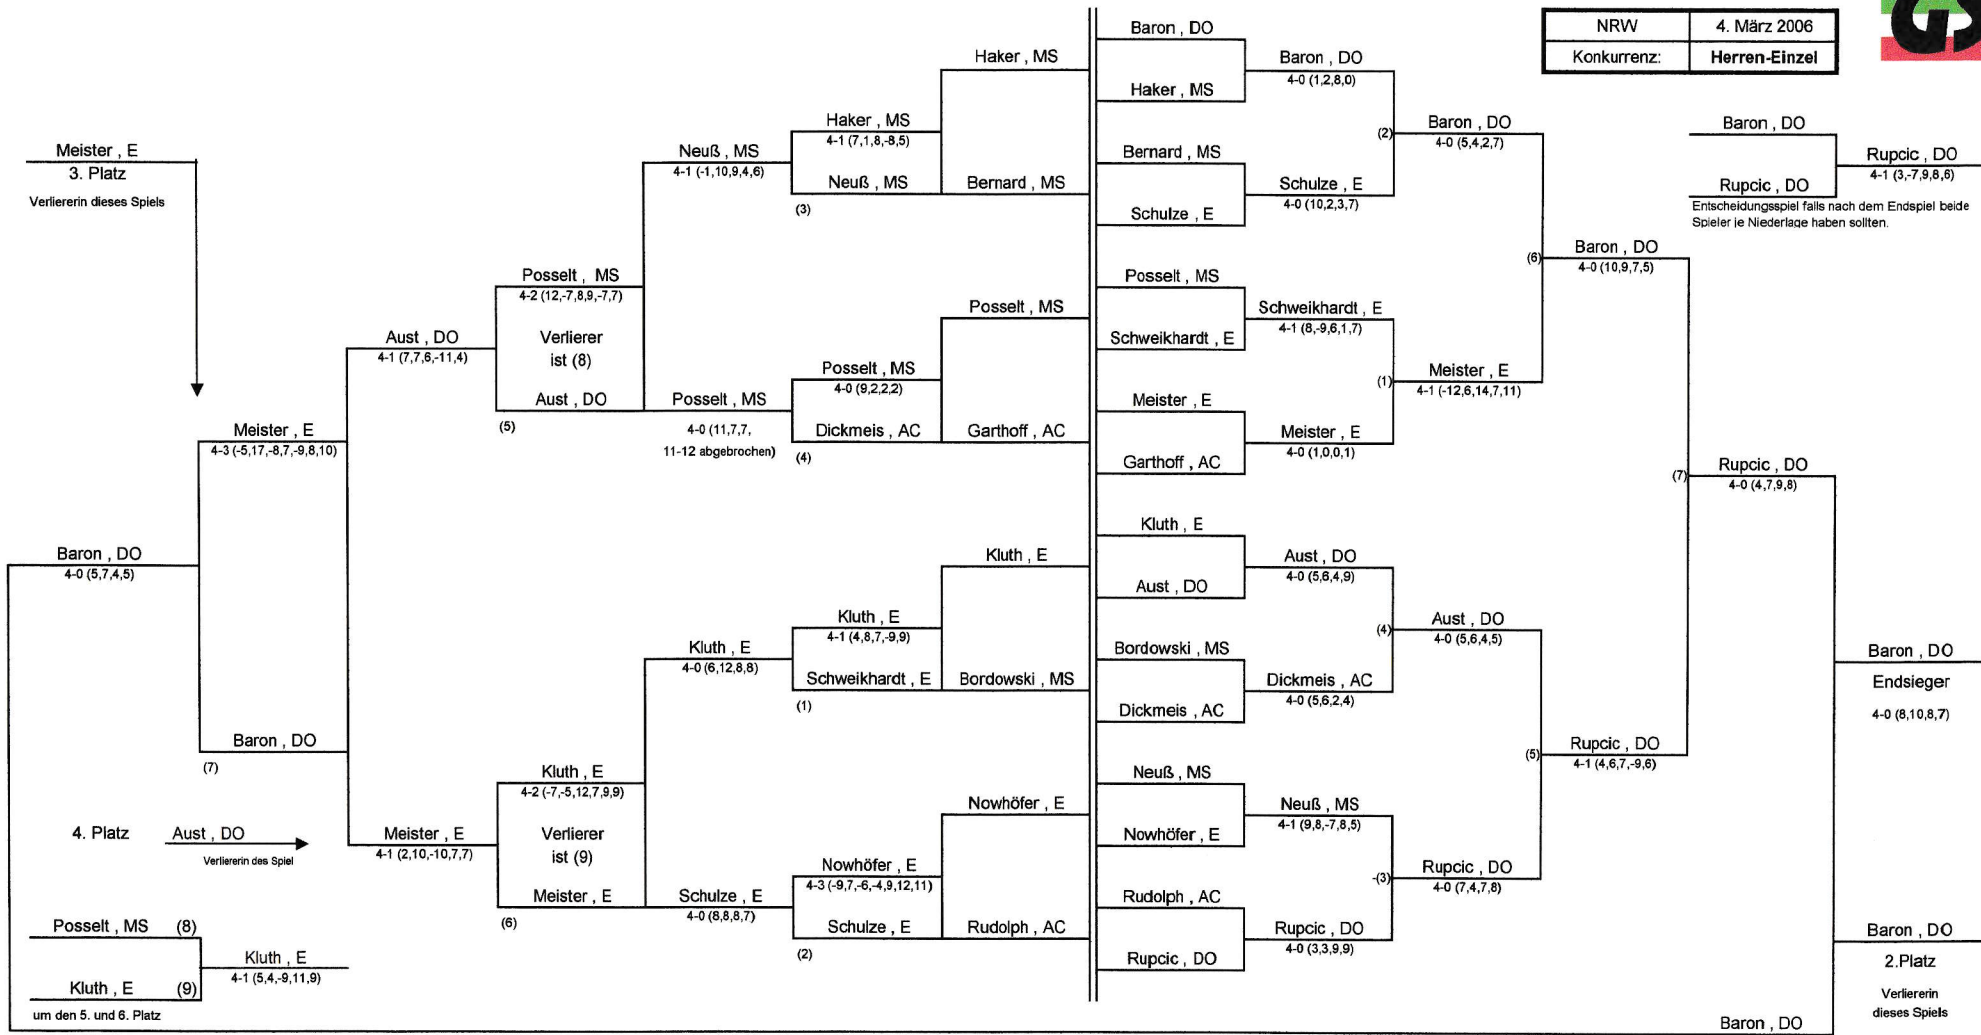 NRW 4. März 2006
Konkurrenz: Herren-Einzel
GS
Meister , E
3. Platz
Verliererin dieses Spiels
Baron , DO
4-0 (5,7,4,5)
4. Platz
Aust , DO
Verliererin des Spiel
Posselt , MS (8)
Kluth , E
4-1 (5,4,-9,11,9)
Kluth , E (9)
um den 5. und 6. Platz
Meister , E
4-3 (-5,17,-8,7,-9,8,10)
Baron , DO
(7)
Aust , DO
4-1 (7,7,6,-11,4)
Meister , E
4-1 (2,10,-10,7,7)
Posselt , MS
4-2 (12,-7,8,9,-7,7)
Verlierer
ist (8)
Aust , DO
(5)
Kluth , E
4-2 (-7,-5,12,7,9,9)
Verlierer
ist (9)
Meister , E
(6)
Neuß , MS
4-1 (-1,10,9,4,6)
Posselt , MS
4-0 (11,7,7,
11-12 abgebrochen)
Kluth , E
4-0 (6,12,8,8)
Schulze , E
4-0 (8,8,8,7)
Haker , MS
4-1 (7,1,8,-8,5)
Neuß , MS
(3)
Posselt , MS
4-0 (9,2,2,2)
Dickmeis , AC
(4)
Kluth , E
4-1 (4,8,7,-9,9)
Schweikhardt , E
(1)
Nowhöfer , E
4-3 (-9,7,-6,-4,9,12,11)
Schulze , E
(2)
Haker , MS
Bernard , MS
Posselt , MS
Garthoff , AC
Kluth , E
Bordowski , MS
Nowhöfer , E
Rudolph , AC
Baron , DO
Haker , MS
Bernard , MS
Schulze , E
Posselt , MS
Schweikhardt , E
Meister , E
Garthoff , AC
Kluth , E
Aust , DO
Bordowski , MS
Dickmeis , AC
Neuß , MS
Nowhöfer , E
Rudolph , AC
Rupcic , DO
Baron , DO
4-0 (1,2,8,0)
Schulze , E
4-0 (10,2,3,7)
Schweikhardt , E
4-1 (8,-9,6,1,7)
Meister , E
4-0 (1,0,0,1)
Aust , DO
4-0 (5,6,4,9)
Dickmeis , AC
4-0 (5,6,2,4)
Neuß , MS
4-1 (9,8,-7,8,5)
Rupcic , DO
4-0 (3,3,9,9)
(2)
Baron , DO
4-0 (5,4,2,7)
(1)
Meister , E
4-1 (-12,6,14,7,11)
(4)
Aust , DO
4-0 (5,6,4,5)
-(3)
Rupcic , DO
4-0 (7,4,7,8)
(6)
Baron , DO
4-0 (10,9,7,5)
(5)
Rupcic , DO
4-1 (4,6,7,-9,6)
(7)
Rupcic , DO
4-0 (4,7,9,8)
Baron , DO
Rupcic , DO
4-1 (3,-7,9,8,6)
Rupcic , DO
Entscheidungsspiel falls nach dem Endspiel beide
Spieler je Niederlage haben sollten.
Baron , DO
Endsieger
4-0 (8,10,8,7)
Baron , DO
2.Platz
Verliererin
dieses Spiels
Baron , DO